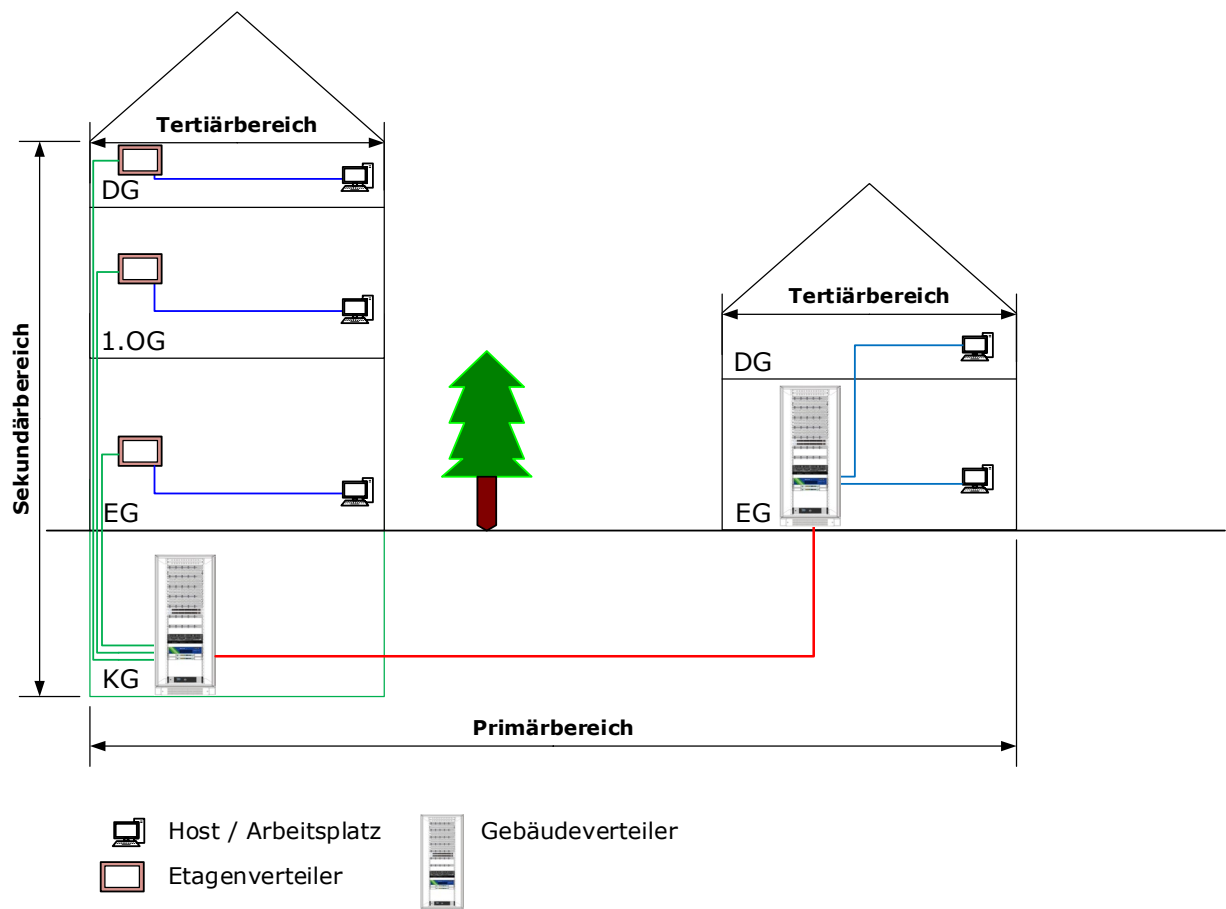 Tertiärbereich
DG
1.OG
EG
KG
Sekundärbereich
Tertiärbereich
DG
EG
Primärbereich
Host / Arbeitsplatz
Gebäudeverteiler
Etagenverteiler